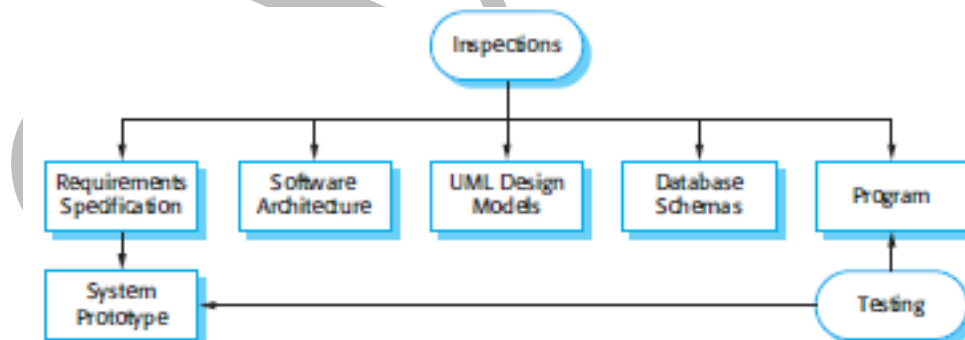 Inspections
Requirements
Specification
Software
Architecture
UML Design
Models
Database
Schemas
Program
System
Prototype
Testing